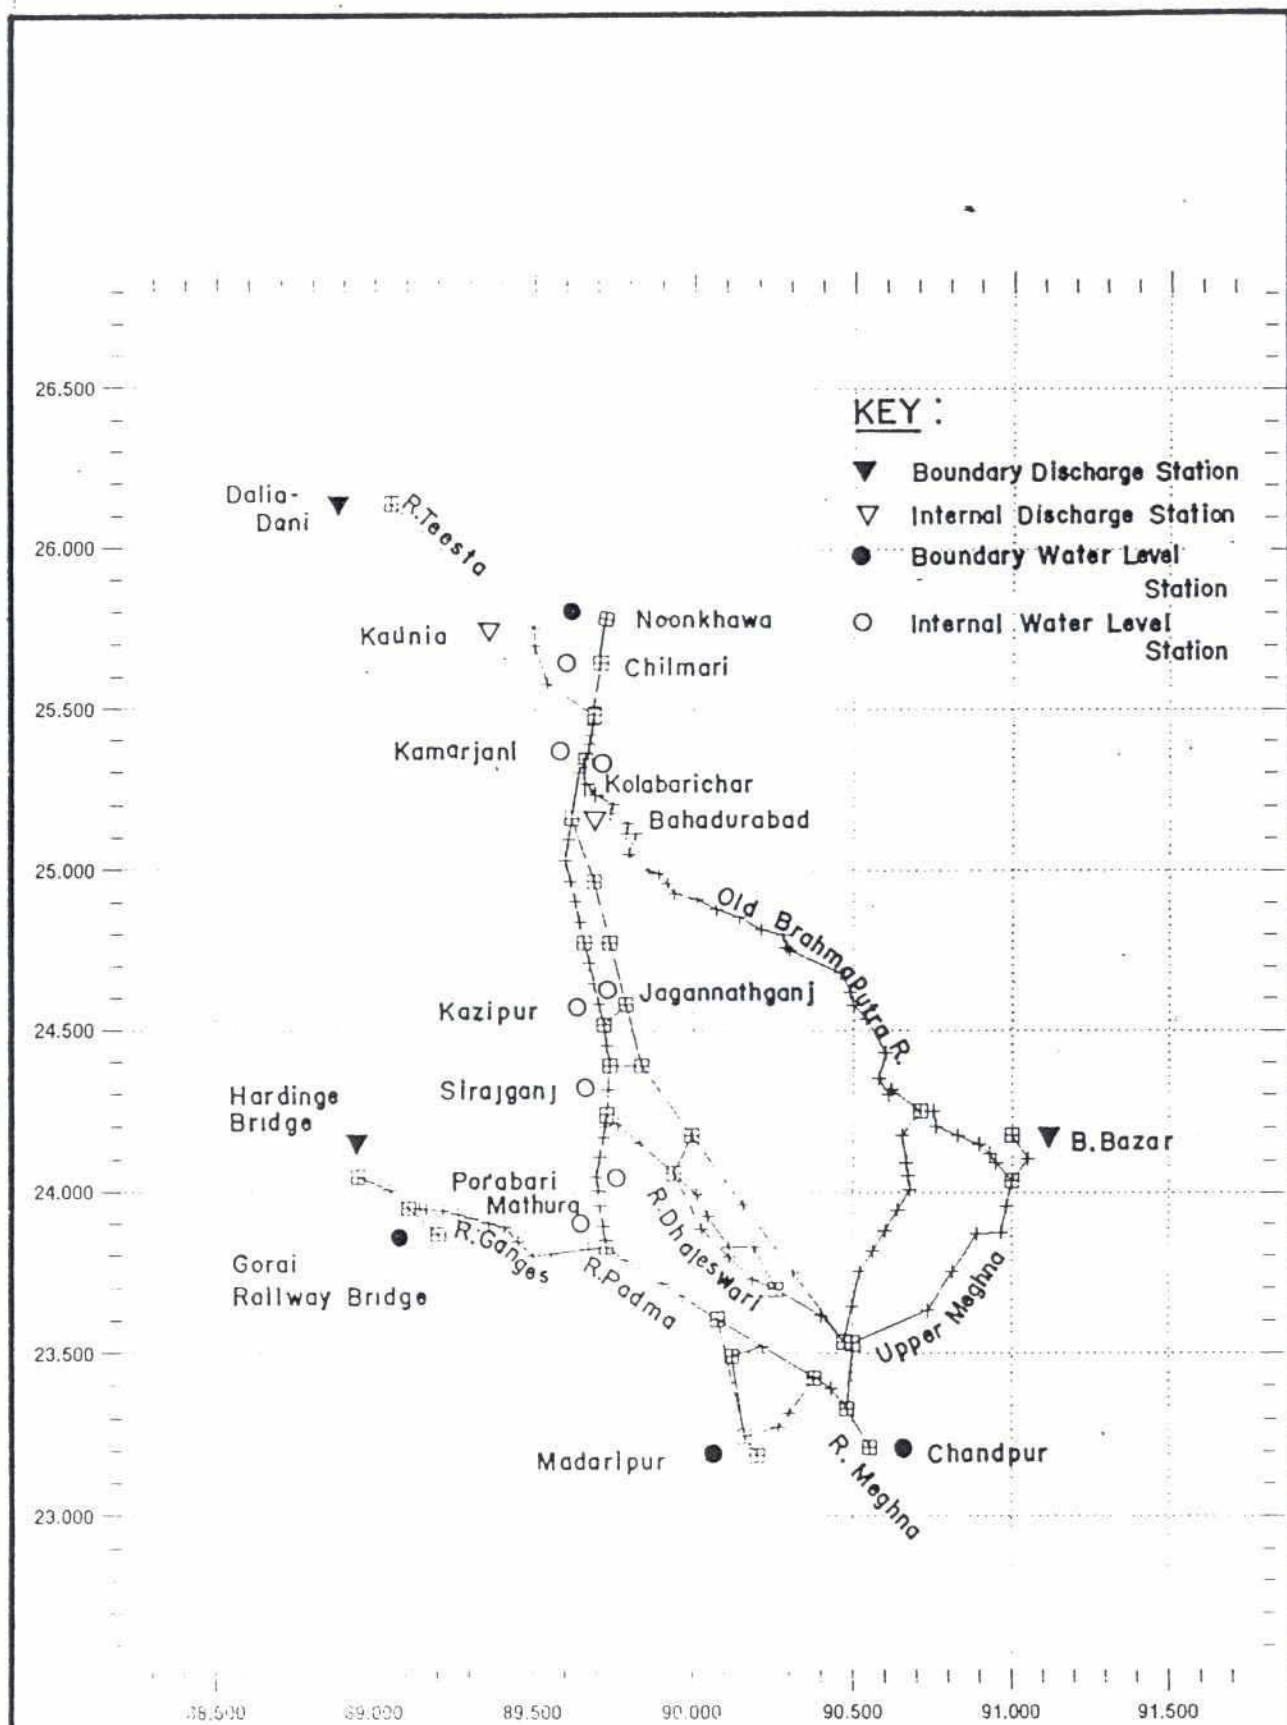 26.500
KEY :
Boundary Discharge Station
Dalia-
Dani
R.Teesta
Internal Discharge Station
26.000
Boundary Water Level
Station
Kaunia
Noonkhawa
Internal Water Level
Station
Chilmari
25.500
Kamarjani
Kolabarichar
Bahadurabad
25.000
Old Brahmaputra R.
Jagannathganj
Kazipur
24.500
Sirajganj
Hardinge
Bridge
B.Bazar
Porabari
Mathura
24.000
R.Ganges
R.Dhaleswari
R.Padma
Upper Meghna
Gorai
Railway Bridge
23.500
Madaripur
R. Meghna
Chandpur
23.000
88.500 89.000 89.500 90.000 90.500 91.000 91.500